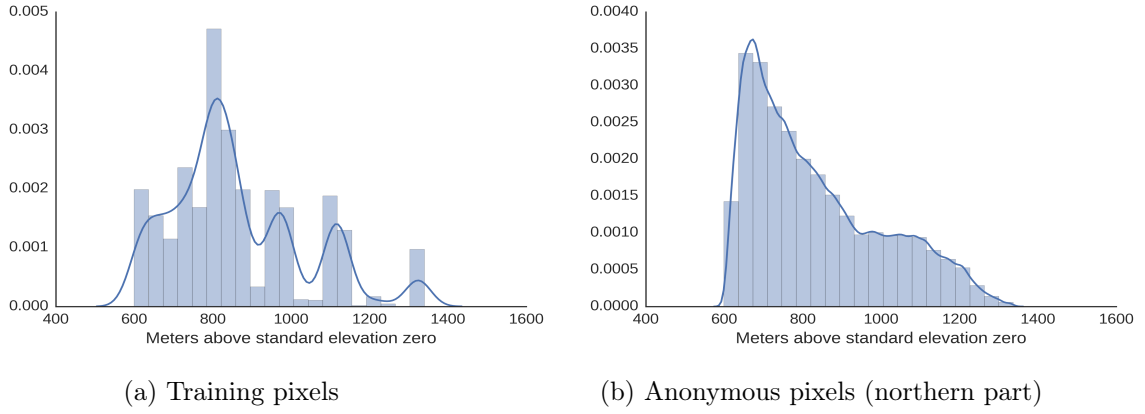 0.005
0.004
0.003
0.002
0.001
0.000
400 600 800 1000 1200 1400 1600
Meters above standard elevation zero
(a) Training pixels
0.0040
0.0035
0.0030
0.0025
0.0020
0.0015
0.0010
0.0005
0.0000
400 600 800 1000 1200 1400 1600
Meters above standard elevation zero
(b) Anonymous pixels (northern part)